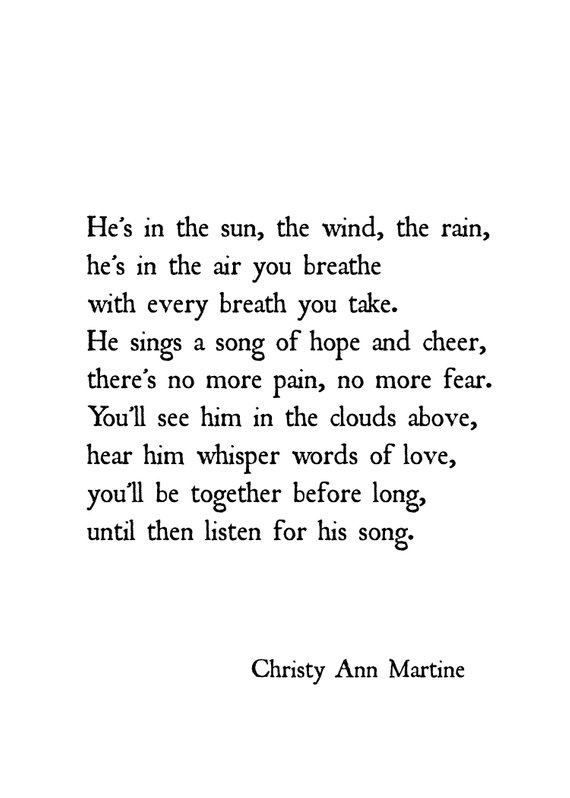 He's in the sun, the wind, the rain,
he's in the air you breathe
with every breath you take.
He sings a song of hope and cheer,
there's no more pain, no more fear.
You'll see him in the clouds above,
hear him whisper words of love,
you'll be together before long,
until then listen for his song.
Christy Ann Martine